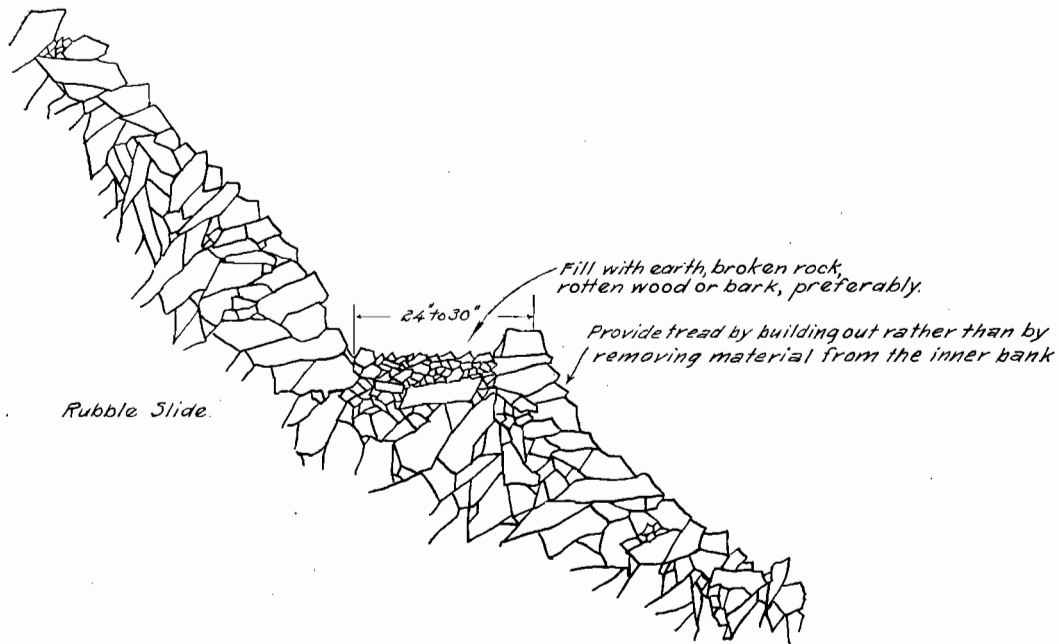 Fill with earth, broken rock,
rotten wood or bark, preferably.
24" to 30"
Provide tread by building out rather than by
removing material from the inner bank
Rubble Slide.